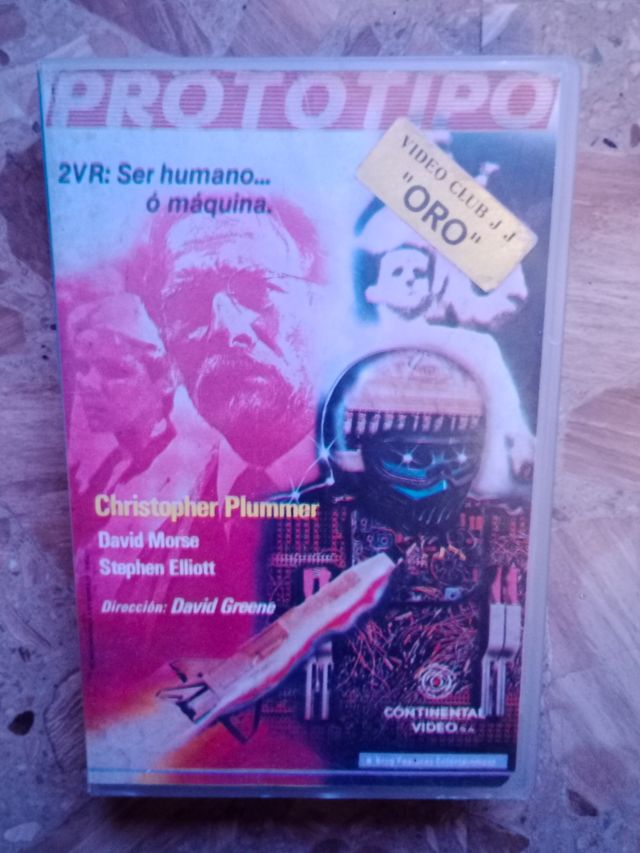 PROTOTIPO
2VR: Ser humano...
ó máquina.
VIDEO CLUB J J
"ORO"
Christopher Plummer
David Morse
Stephen Elliott
Dirección: David Greene
CONTINENTAL
VIDEO
Entertainment